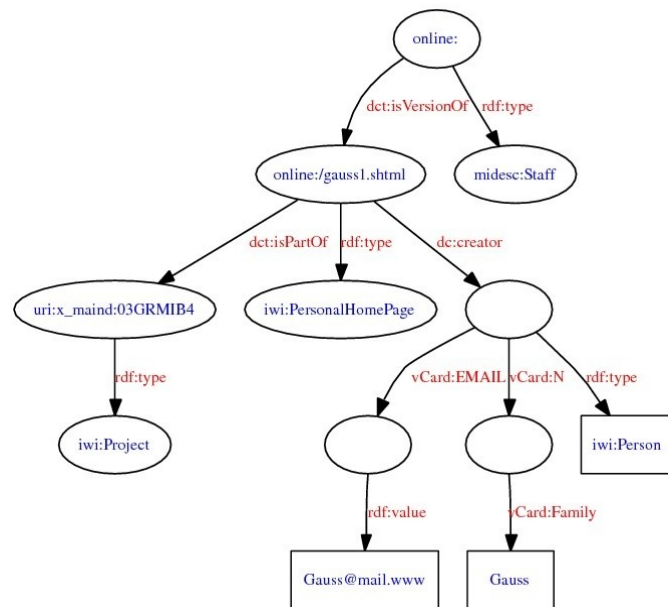 online:
dct:isVersionOf rdf:type
online:/gauss1.shtml midesc:Staff
dct:isPartOf rdf:type dc:creator
uri:x_maind:03GRMIB4 iwi:PersonalHomePage
rdf:type vCard:EMAIL vCard:N rdf:type
iwi:Project iwi:Person
rdf:value vCard:Family
Gauss@mail.www Gauss